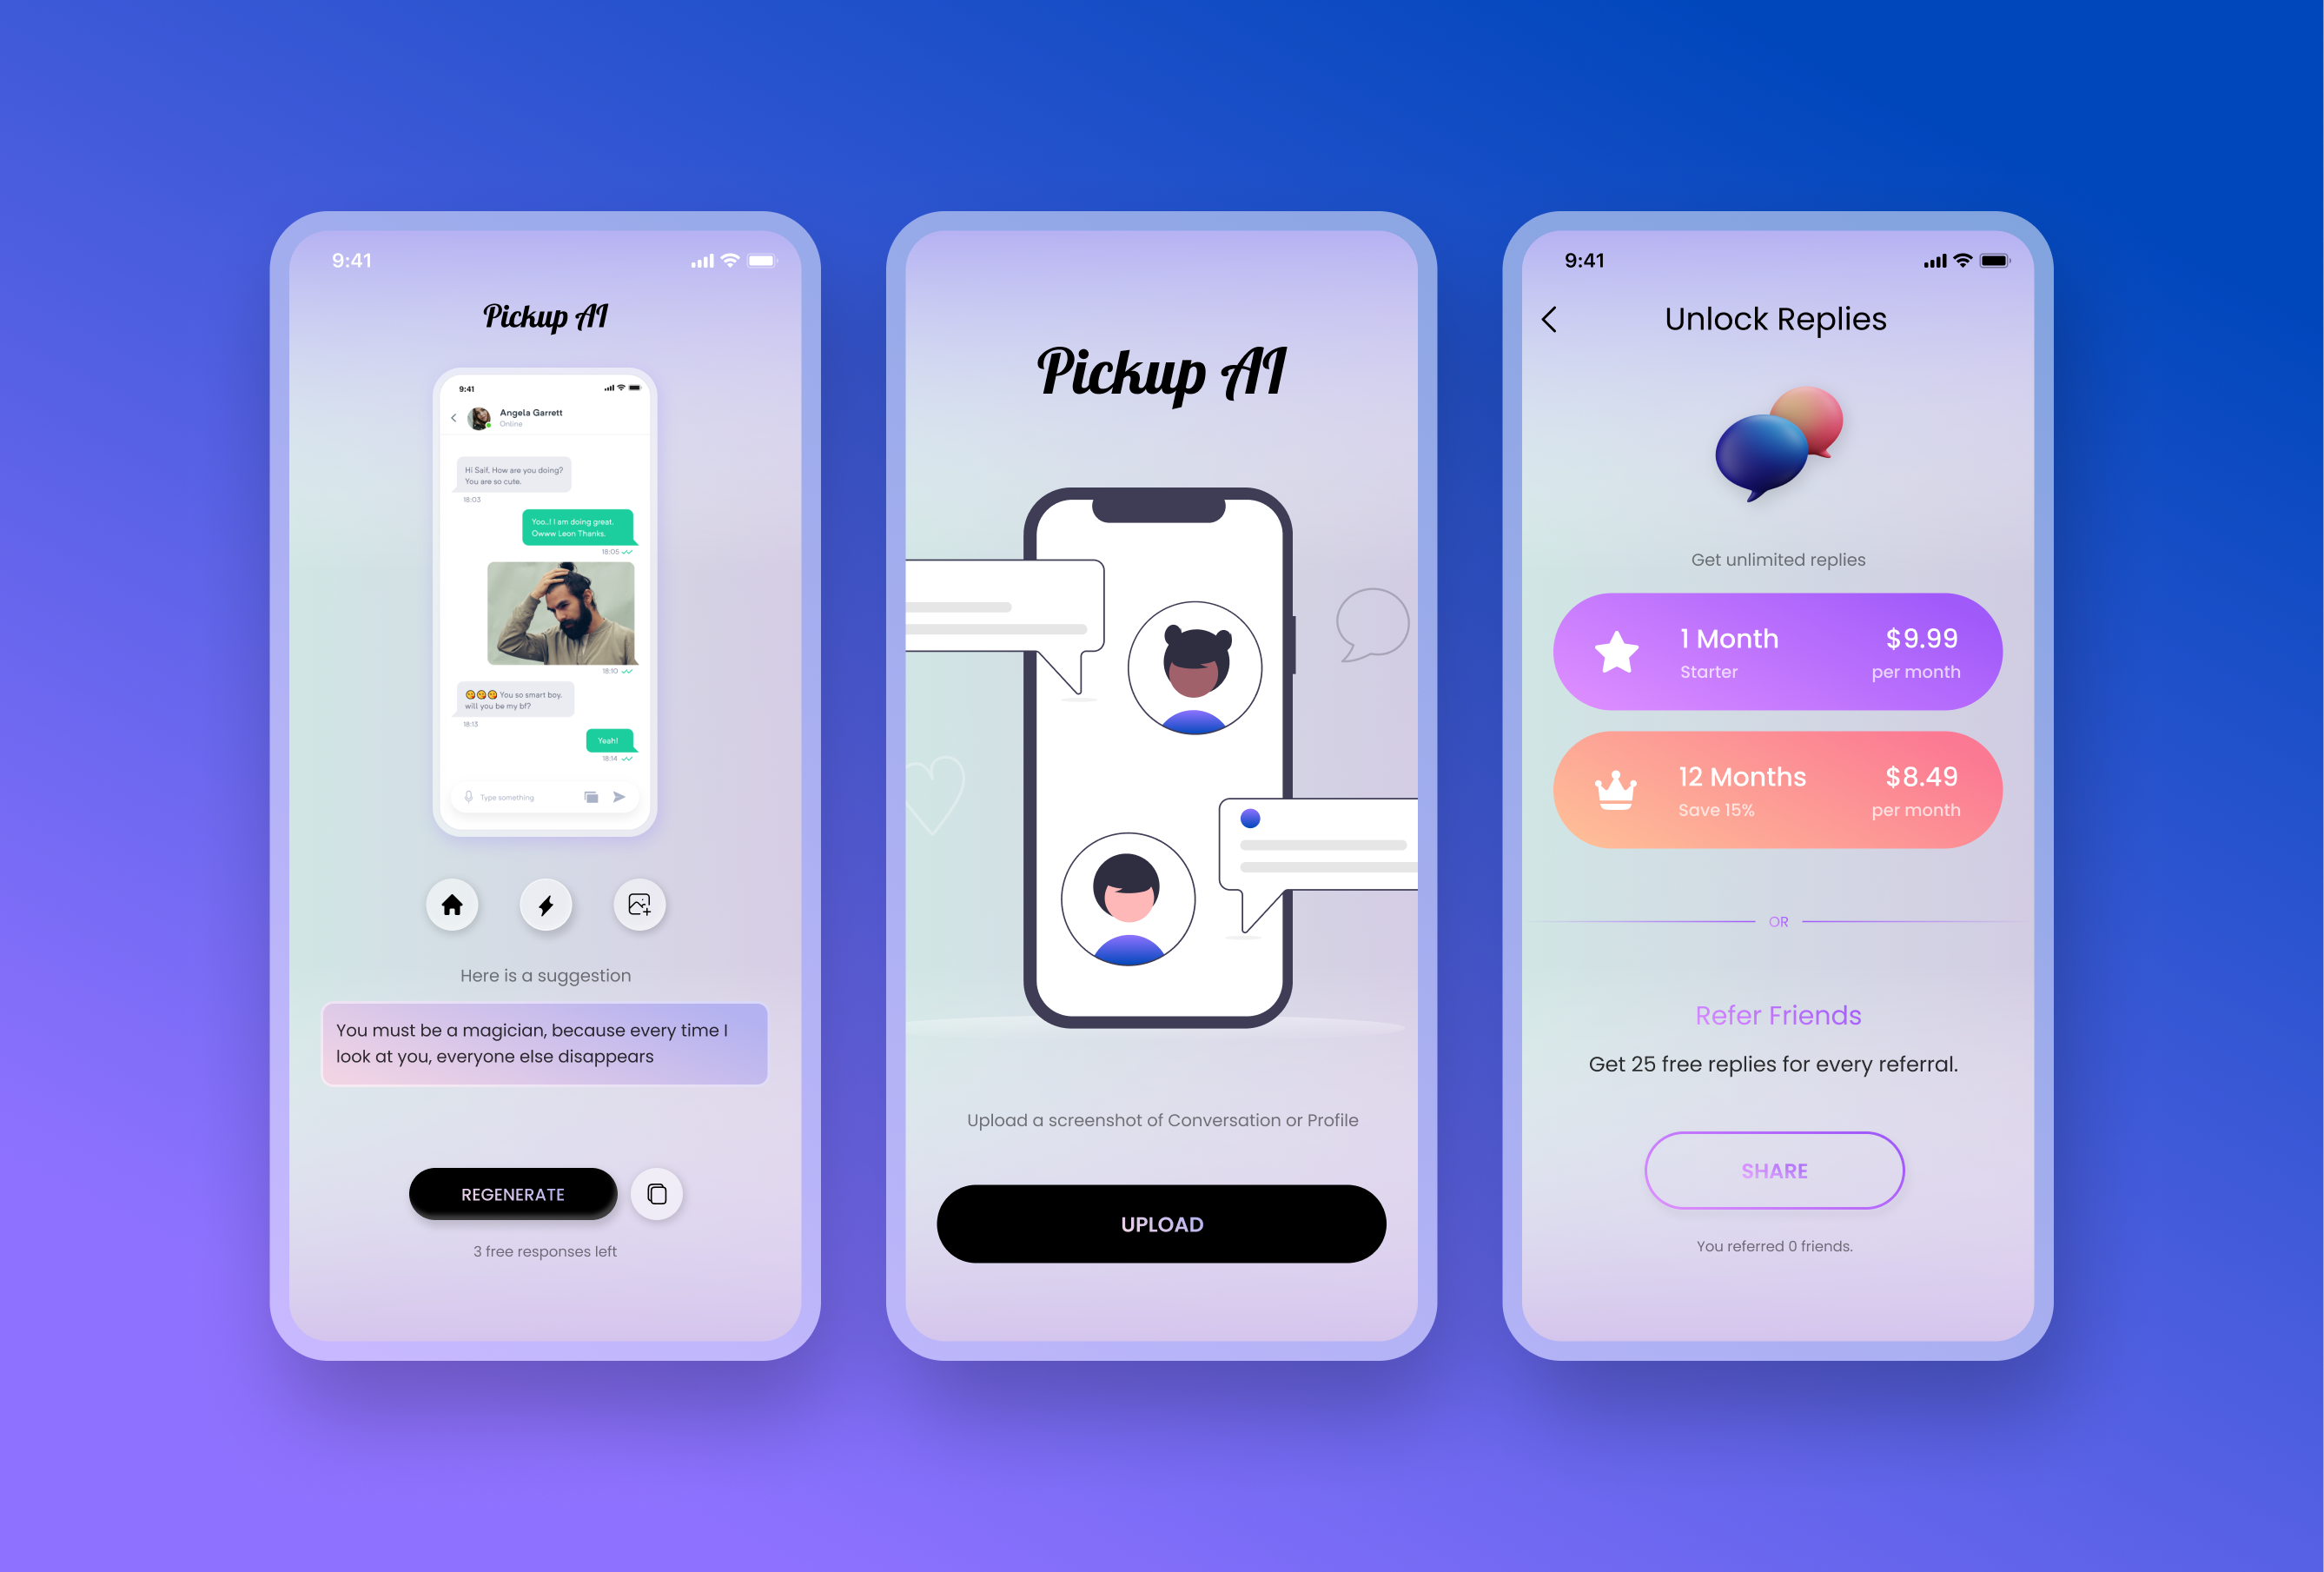 9:41
Pickup AI
9:41
Angela Garrett
Online
Hi Saif, How are you doing?
You are so cute.
18:03
Yoo..! I am doing great.
Owww Leon Thanks.
18:05
18:10
😘😘😘 You so smart boy.
will you be my bf?
18:13
Yeah!
18:14
Type something
Here is a suggestion
You must be a magician, because every time I
look at you, everyone else disappears
REGENERATE
3 free responses left
Pickup AI
Upload a screenshot of Conversation or Profile
UPLOAD
9:41
Unlock Replies
Get unlimited replies
1 Month $9.99
Starter per month
12 Months $8.49
Save 15% per month
OR
Refer Friends
Get 25 free replies for every referral.
SHARE
You referred 0 friends.